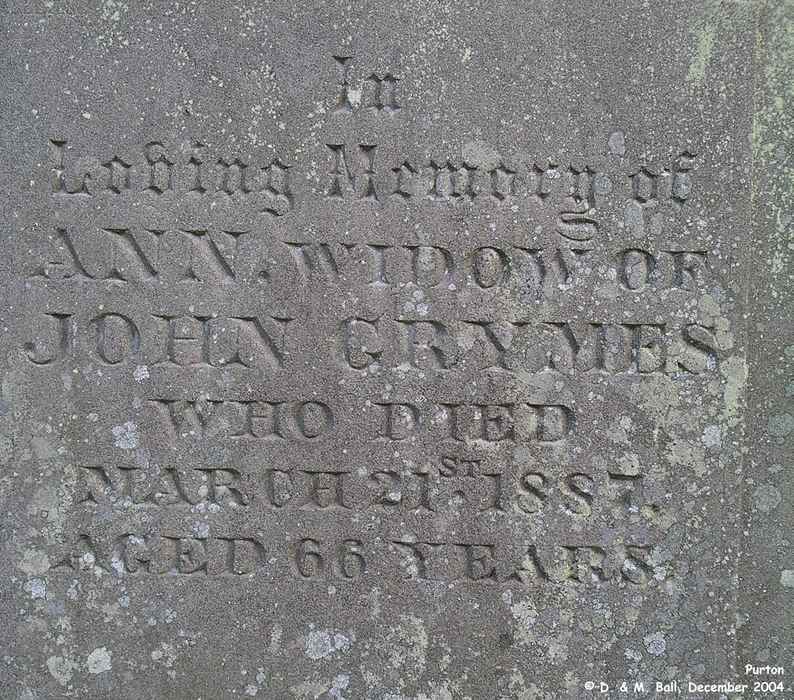 In
Loving Memory of
ANN, WIDOW OF
JOHN GRYMES
WHO DIED
MARCH 21ST. 1887.
AGED 66 YEARS.
Purton
© D. & M. Ball, December 2004